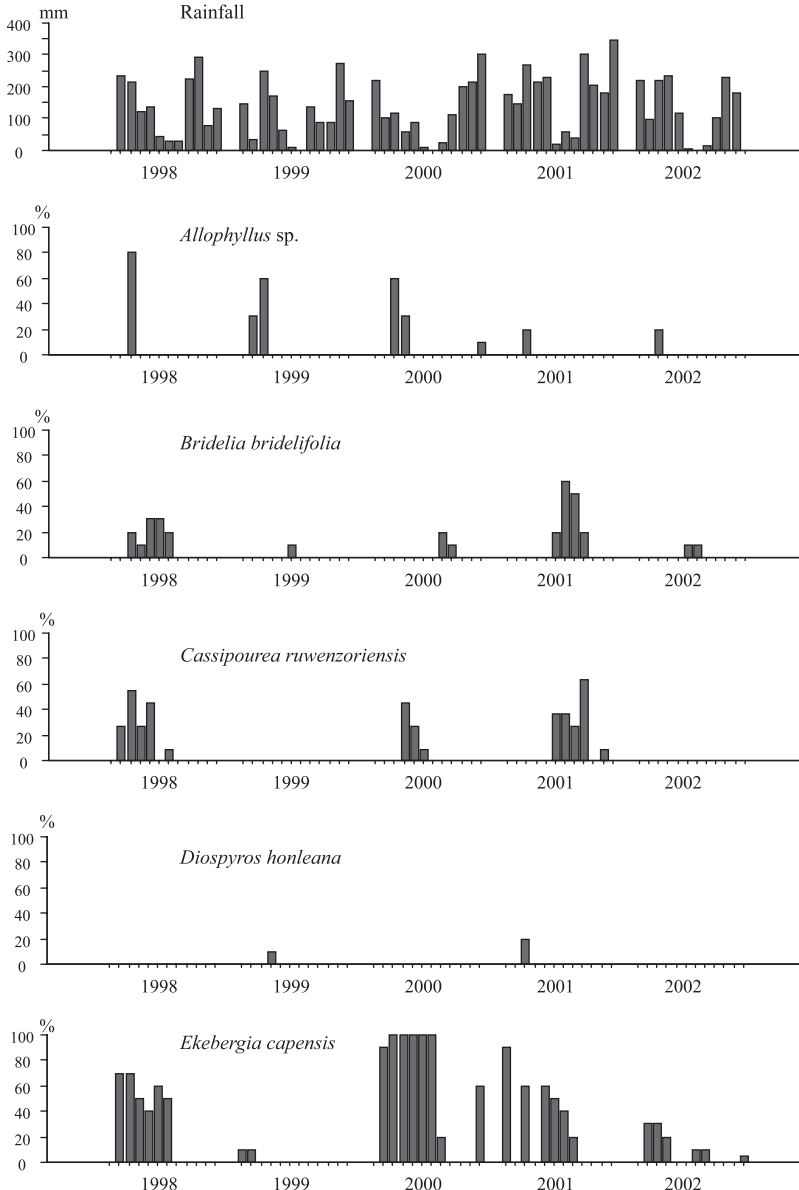 mm Rainfall
400
300
200
100
0
1998 1999 2000 2001 2002
%
100 Allophyllus sp.
80
60
40
20
0
1998 1999 2000 2001 2002
%
100 Bridelia bridelifolia
80
60
40
20
0
1998 1999 2000 2001 2002
%
100
80 Cassipourea ruwenzoriensis
60
40
20
0
1998 1999 2000 2001 2002
%
100
80 Diospyros honleana
60
40
20
0
1998 1999 2000 2001 2002
%
100 Ekebergia capensis
80
60
40
20
0
1998 1999 2000 2001 2002